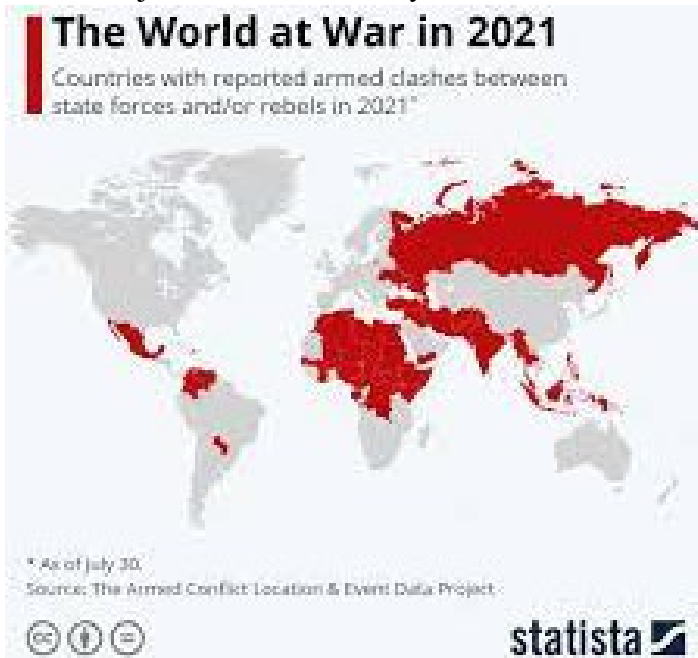 The World at War in 2021
Countries with reported armed clashes between
state forces and/or rebels in 2021*
* As of July 30.
Source: The Armed Conflict Location & Event Data Project
cc
statista